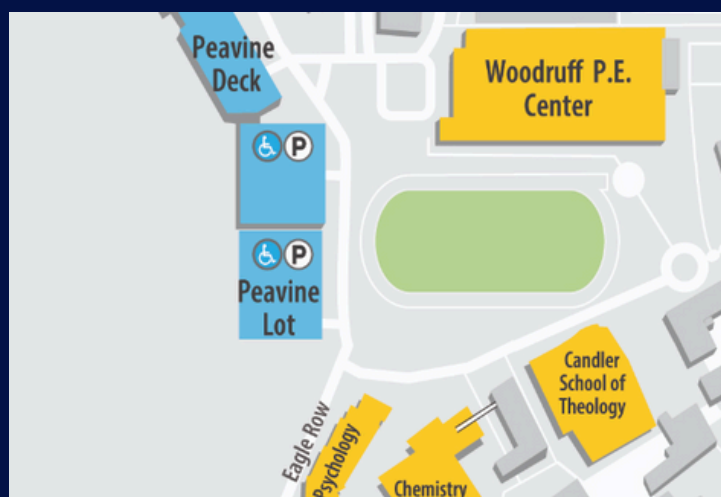 Peavine
Deck
Woodruff P.E.
Center
P
P
Peavine
Lot
Candler
School of
Theology
Eagle Row
Psychology
Chemistry